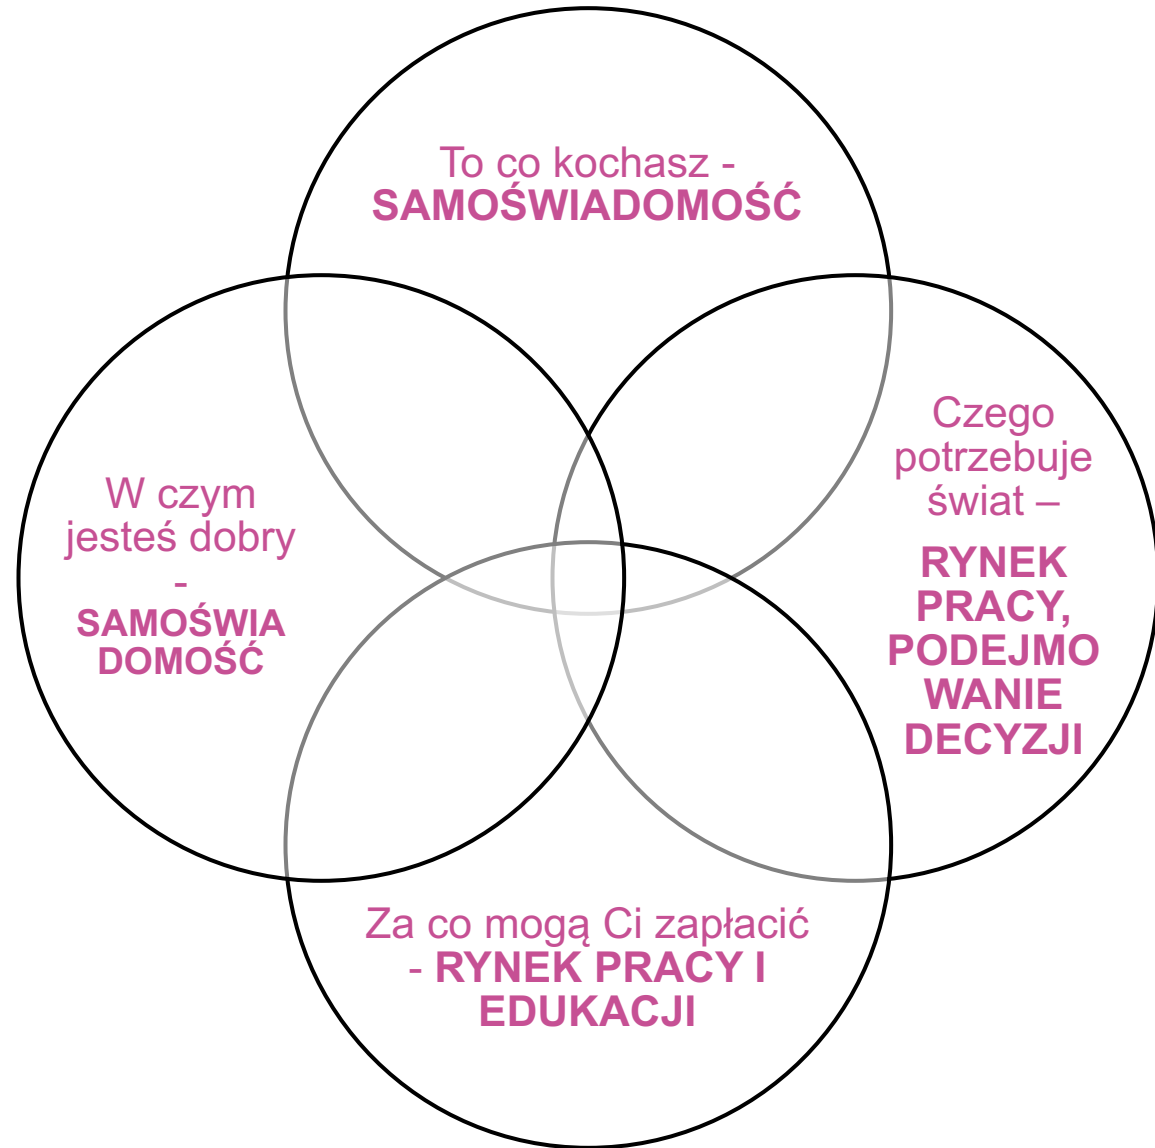 To co kochasz -
SAMOŚWIADOMOŚĆ
W czym
jesteś dobry
-
SAMOŚWIA
DOMOŚĆ
Czego
potrzebuje
świat –
RYNEK
PRACY,
PODEJMO
WANIE
DECYZJI
Za co mogą Ci zapłacić
- RYNEK PRACY I
EDUKACJI